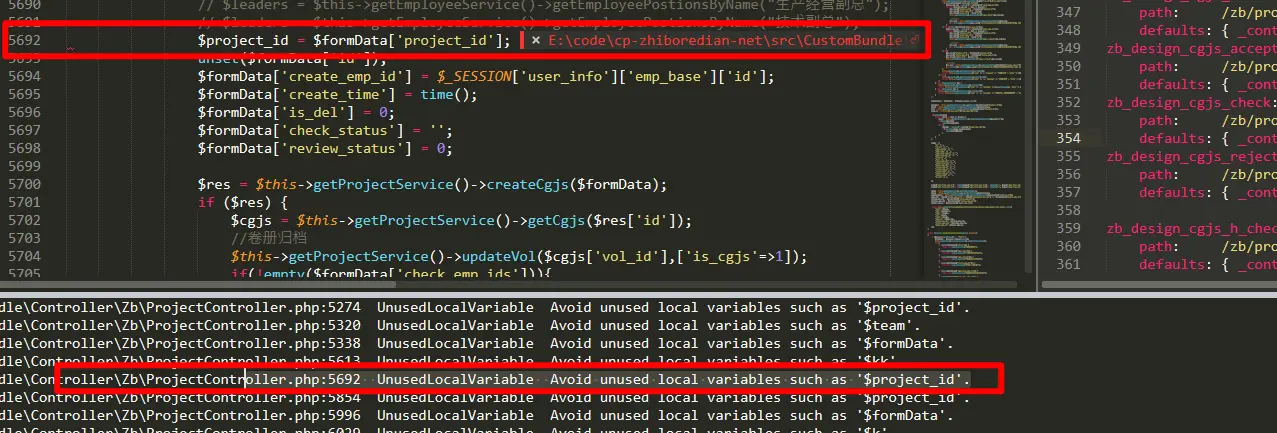 5690 // $leaders = $this->getEmployeeService()->getEmployeePostionsByName("生产经营副总");
5692 $project_id = $formData['project_id']; × E:\code\cp-zhiboredian-net\src\CustomBundle
5693 unset($formData['id']);
5694 $formData['create_emp_id'] = $_SESSION['user_info']['emp_base']['id'];
5695 $formData['create_time'] = time();
5696 $formData['is_del'] = 0;
5697 $formData['check_status'] = '';
5698 $formData['review_status'] = 0;
5699
5700 $res = $this->getProjectService()->createCgjs($formData);
5701 if ($res) {
5702 $cgjs = $this->getProjectService()->getCgjs($res['id']);
5703 //卷册归档
5704 $this->getProjectService()->updateVol($cgjs['vol_id'],['is_cgjs'=>1]);
5705 if(!empty($formData['check_emp_ids'])){
347 path: /zb/pro
348 defaults: { _cont
349 zb_design_cgjs_accept
350 path: /zb/pro
351 defaults: { _cont
352 zb_design_cgjs_check:
353 path: /zb/pro
354 defaults: { _cont
355 zb_design_cgjs_reject
356 path: /zb/pro
357 defaults: { _cont
358
359 zb_design_cgjs_h_chec
360 path: /zb/pro
361 defaults: { _cont
dle\Controller\Zb\ProjectController.php:5274 UnusedLocalVariable Avoid unused local variables such as '$project_id'.
dle\Controller\Zb\ProjectController.php:5320 UnusedLocalVariable Avoid unused local variables such as '$team'.
dle\Controller\Zb\ProjectController.php:5338 UnusedLocalVariable Avoid unused local variables such as '$formData'.
dle\Controller\Zb\ProjectController.php:5613 UnusedLocalVariable Avoid unused local variables such as '$kk'.
dle\Controller\Zb\ProjectController.php:5692 UnusedLocalVariable Avoid unused local variables such as '$project_id'.
dle\Controller\Zb\ProjectController.php:5854 UnusedLocalVariable Avoid unused local variables such as '$project_id'.
dle\Controller\Zb\ProjectController.php:5996 UnusedLocalVariable Avoid unused local variables such as '$formData'.
dle\Controller\Zb\ProjectController.php:6029 UnusedLocalVariable Avoid unused local variables such as '$k'.